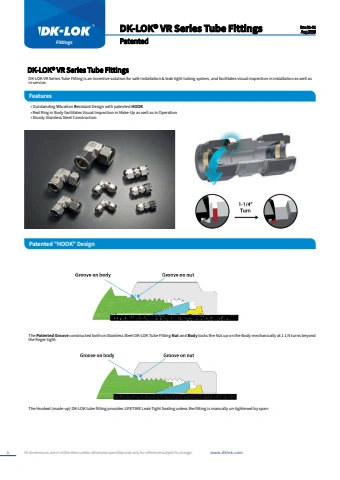 DK-LOK®
Fittings
DK-LOK® VR Series Tube Fittings
Patented
DK-LOK® VR Series Tube Fittings
DK-LOK VR Series Tube Fitting is an incentive solution for safe installation & leak-tight tubing system, and facilitates visual inspection in installation as well as
in service.
Features
• Outstanding Vibration Resistant Design with patented HOOK
• Red Ring in Body facilitates Visual Inspection in Make-Up as well as in Operation
• Sturdy Stainless Steel Construction
1-1/4"
Turn
Patented "HOOK" Design
Groove on body Groove on nut
The Patented Groove constructed both on Stainless Steel DK-LOK Tube Fitting Nut and Body locks the Nut up on the Body mechanically at 1 1/4 turns beyond
the finger tight.
Groove on body Groove on nut
The Hooked (made-up) DK-LOK tube fitting provides LIFETIME Leak-Tight Sealing unless the fitting is manually un-tightened by span-
All dimensions are in millimeters unless otherwise specified and only for reference subject to change. www.dklok.com